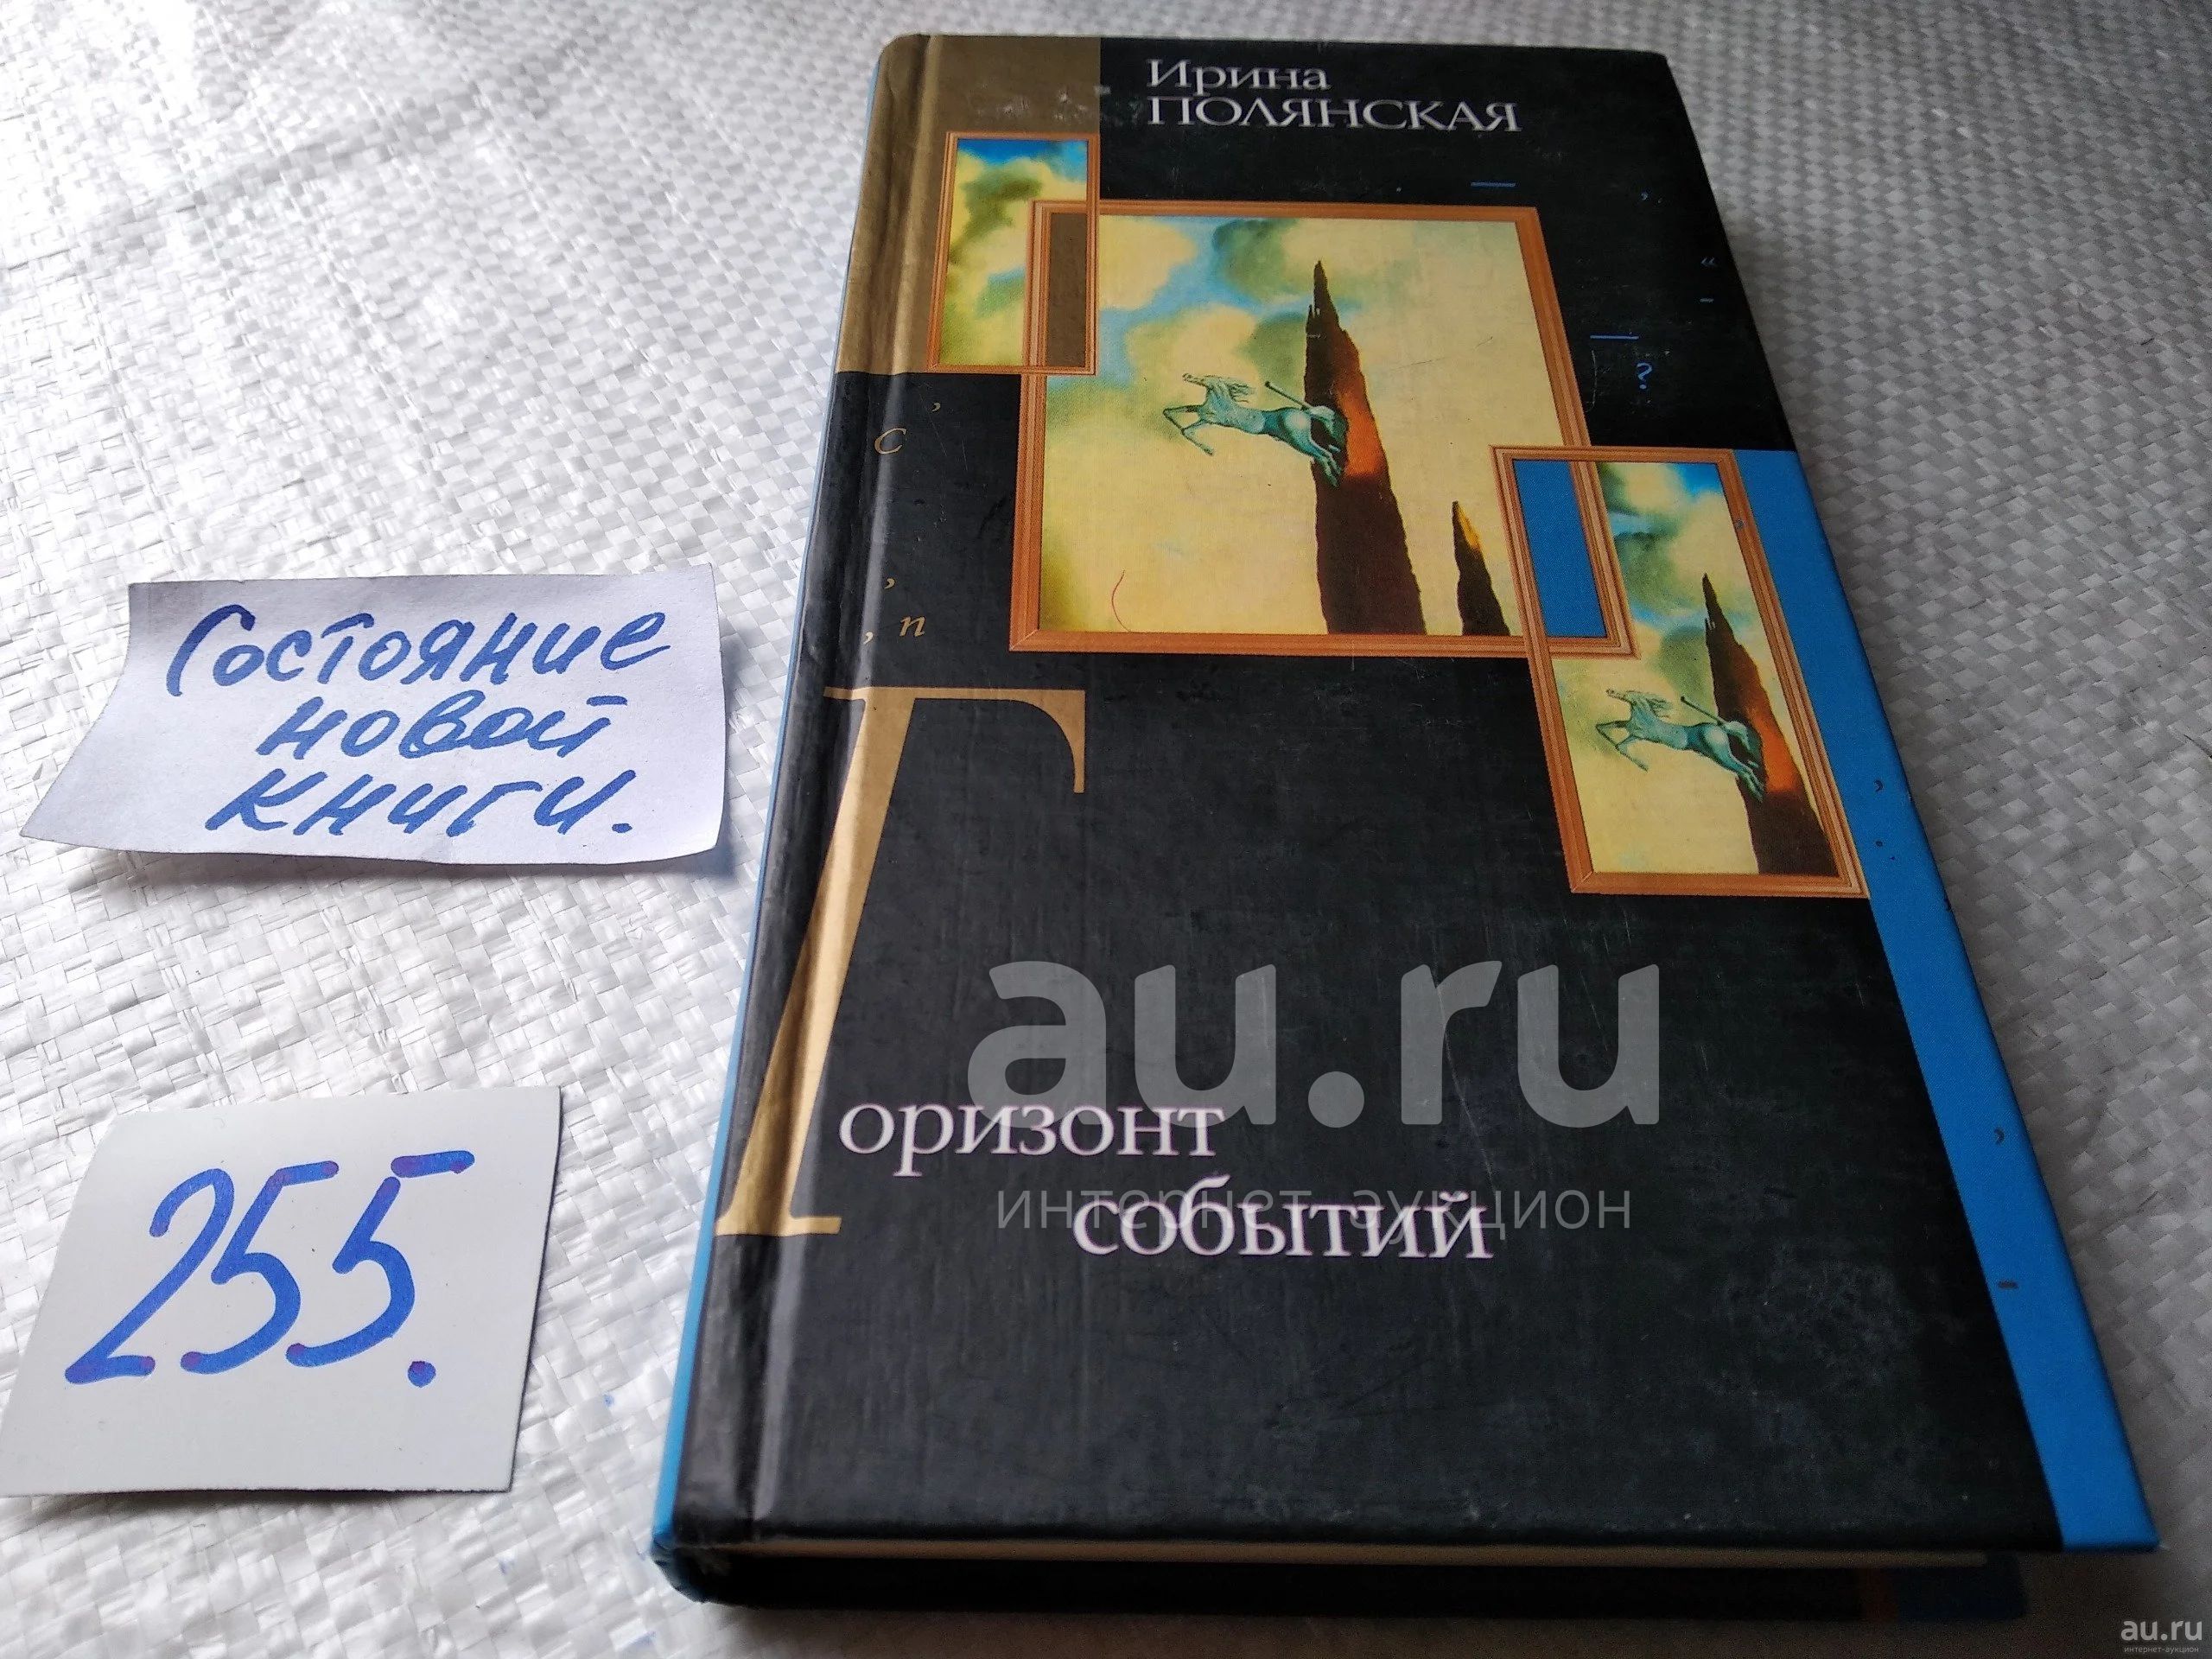 Ирина
ПОЛЯНСКАЯ
?
,
С
,
, п
Горизонт
событий
Состояние
новой
книги.
255.
au.ru
интернет-аукцион
au.ru
интернет-аукцион